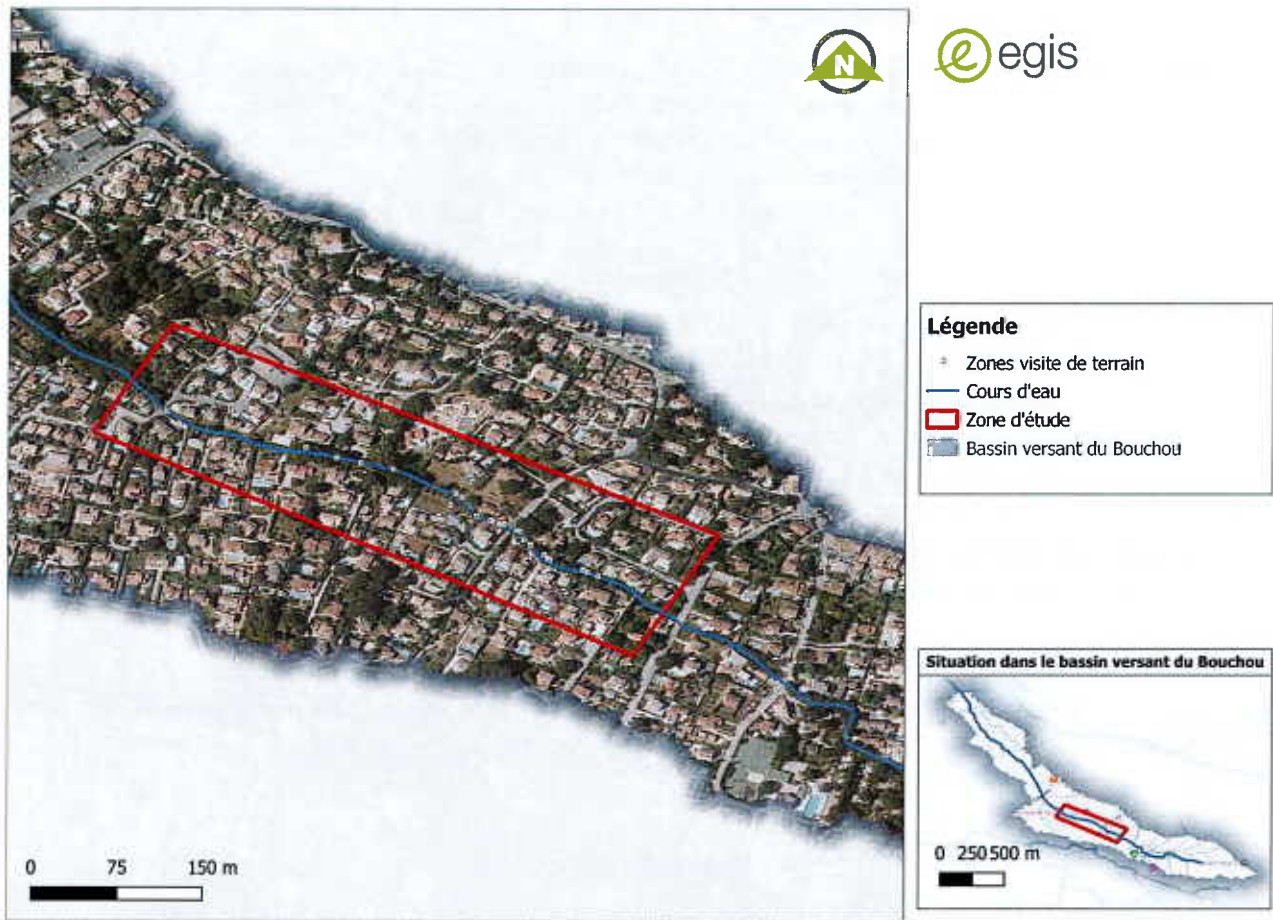 N
egis
Légende
Zones visite de terrain
Cours d'eau
Zone d'étude
Bassin versant du Bouchou
Situation dans le bassin versant du Bouchou
0 250 500 m
0 75 150 m